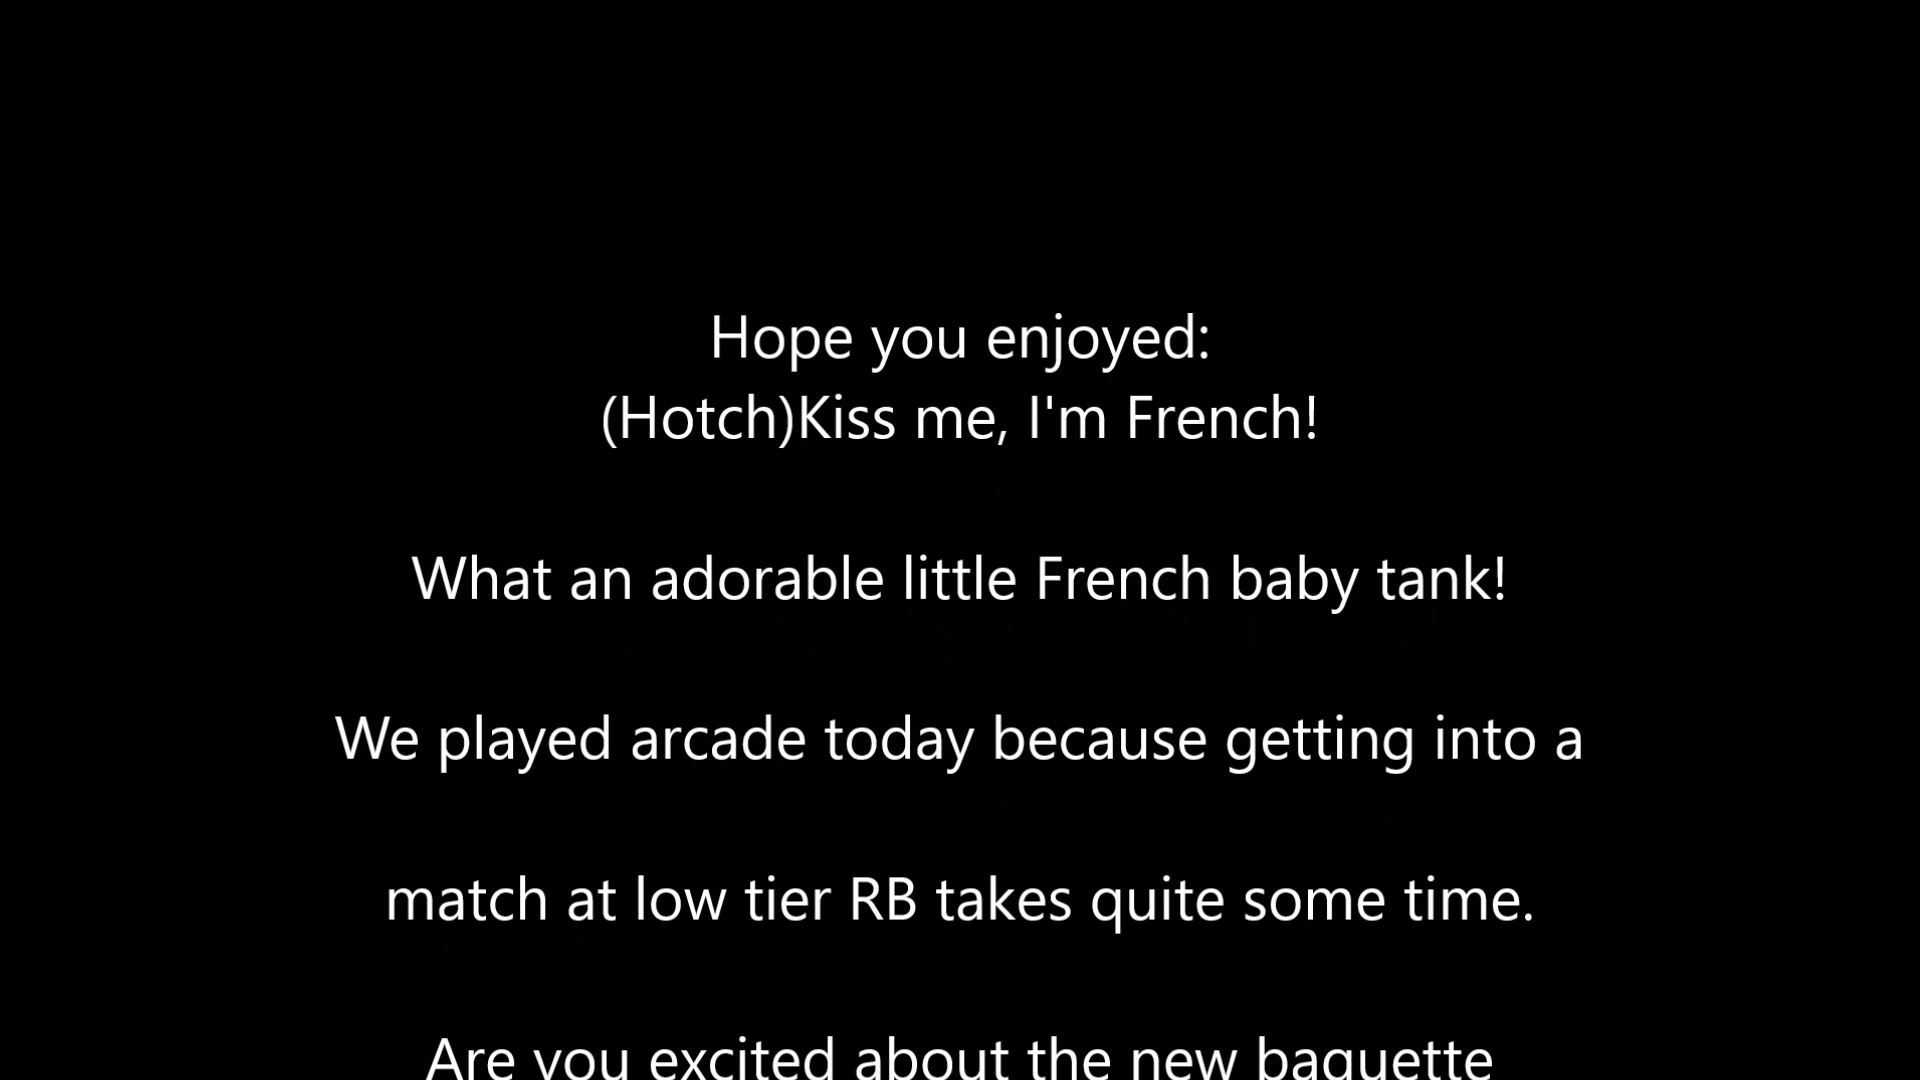 Hope you enjoyed:
(Hotch)Kiss me, I'm French!
What an adorable little French baby tank!
We played arcade today because getting into a
match at low tier RB takes quite some time.
Are you excited about the new baguette